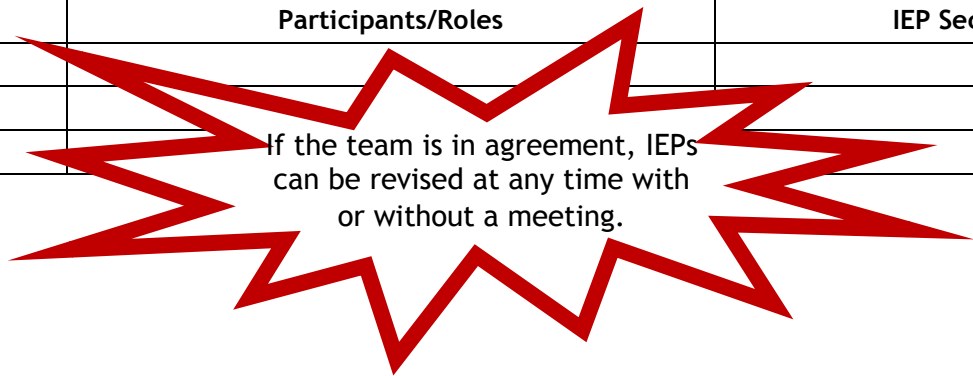 Participants/Roles
IEP Sec
If the team is in agreement, IEPs
can be revised at any time with
or without a meeting.